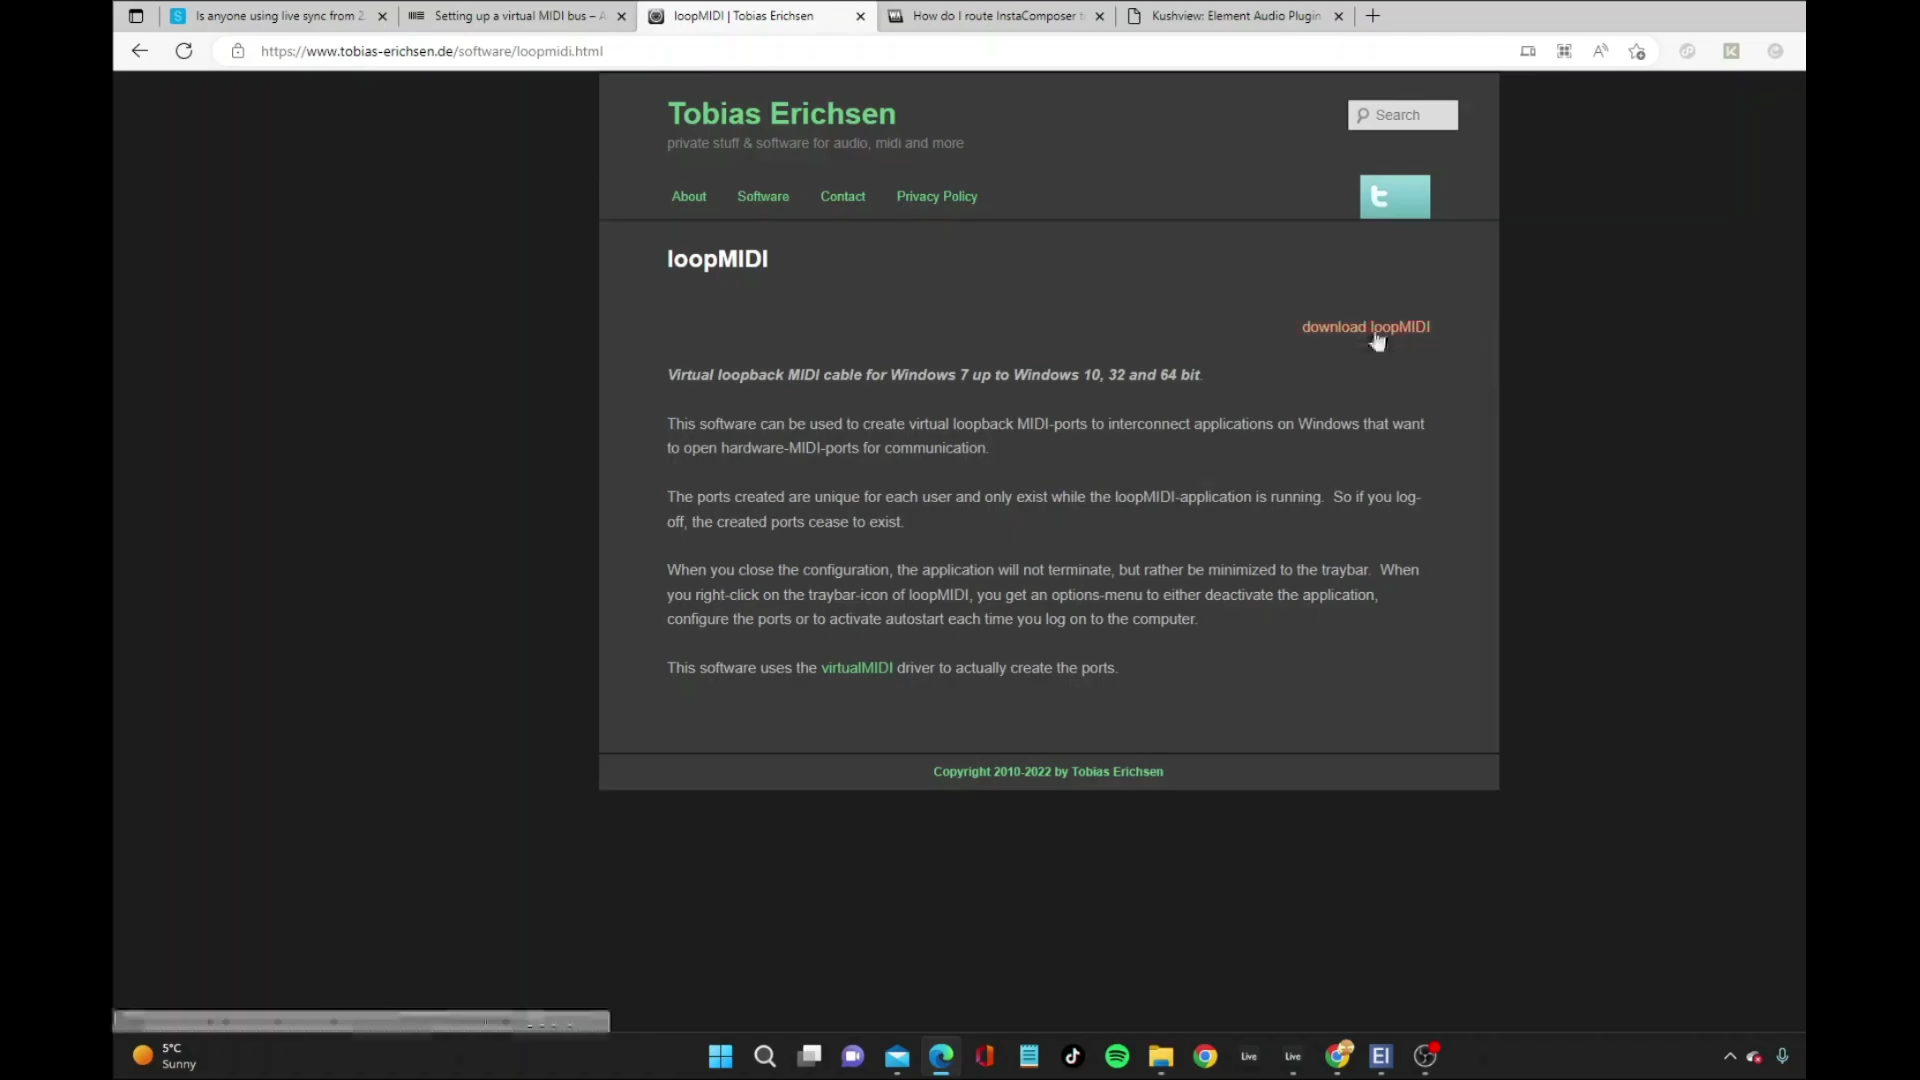 Is anyone using live sync from 2
Setting up a virtual MIDI bus – A
loopMIDI | Tobias Erichsen
How do I route InstaComposer t
Kushview: Element Audio Plugin
https://www.tobias-erichsen.de/software/loopmidi.html
Tobias Erichsen
Search
private stuff & software for audio, midi and more
About Software Contact Privacy Policy
loopMIDI
download loopMIDI
Virtual loopback MIDI cable for Windows 7 up to Windows 10, 32 and 64 bit.
This software can be used to create virtual loopback MIDI-ports to interconnect applications on Windows that want
to open hardware-MIDI-ports for communication.
The ports created are unique for each user and only exist while the loopMIDI-application is running. So if you log-
off, the created ports cease to exist.
When you close the configuration, the application will not terminate, but rather be minimized to the traybar. When
you right-click on the traybar-icon of loopMIDI, you get an options-menu to either deactivate the application,
configure the ports or to activate autostart each time you log on to the computer.
This software uses the virtualMIDI driver to actually create the ports.
Copyright 2010-2022 by Tobias Erichsen
5°C
Sunny
Live
Live
EI